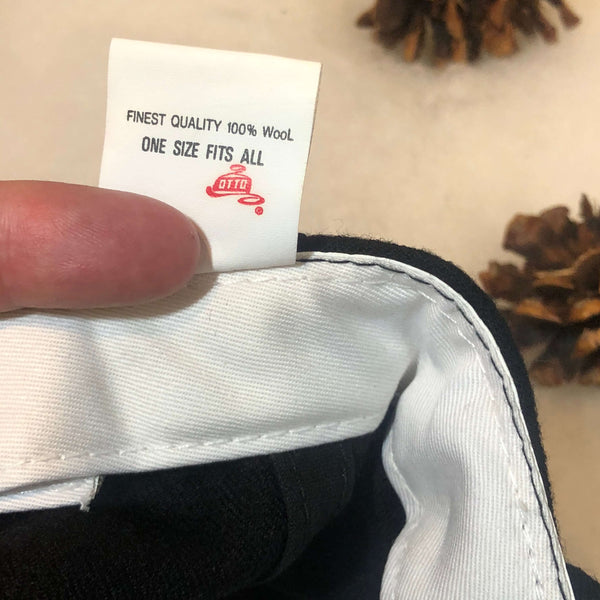 FINEST QUALITY 100% WooL
ONE SIZE FITS ALL
OTTO